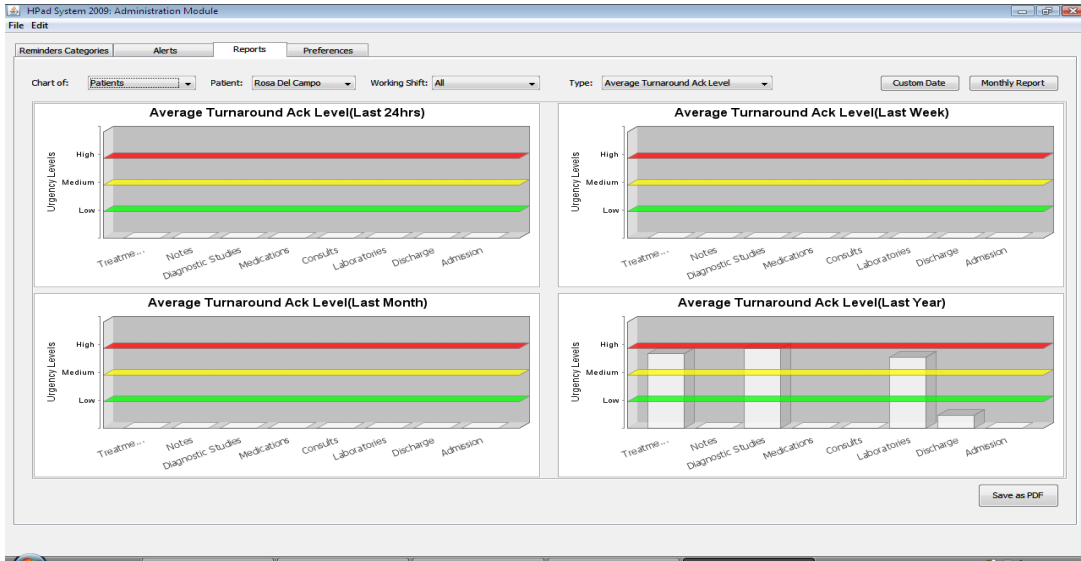 HPad System 2009: Administration Module
File Edit
Reminders Categories Alerts Reports Preferences
Chart of: Patients Patient: Rosa Del Campo Working Shift: All Type: Average Turnaround Ack Level Custom Date Monthly Report
Average Turnaround Ack Level(Last 24hrs)
Urgency Levels
High
Medium
Low
Treatme... Notes Diagnostic Studies Medications Consults Laboratories Discharge Admission
Average Turnaround Ack Level(Last Week)
Urgency Levels
High
Medium
Low
Treatme... Notes Diagnostic Studies Medications Consults Laboratories Discharge Admission
Average Turnaround Ack Level(Last Month)
Urgency Levels
High
Medium
Low
Treatme... Notes Diagnostic Studies Medications Consults Laboratories Discharge Admission
Average Turnaround Ack Level(Last Year)
Urgency Levels
High
Medium
Low
Treatme... Notes Diagnostic Studies Medications Consults Laboratories Discharge Admission
Save as PDF